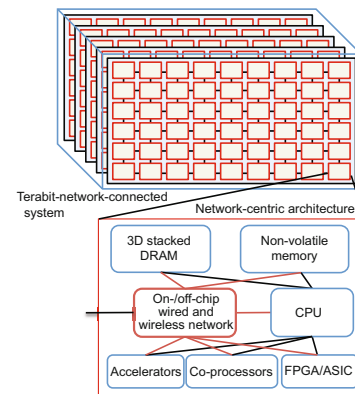 Terabit-network-connected
system
Network-centric architecture
3D stacked
DRAM
Non-volatile
memory
On-/off-chip
wired and
wireless network
CPU
Accelerators
Co-processors
FPGA/ASIC